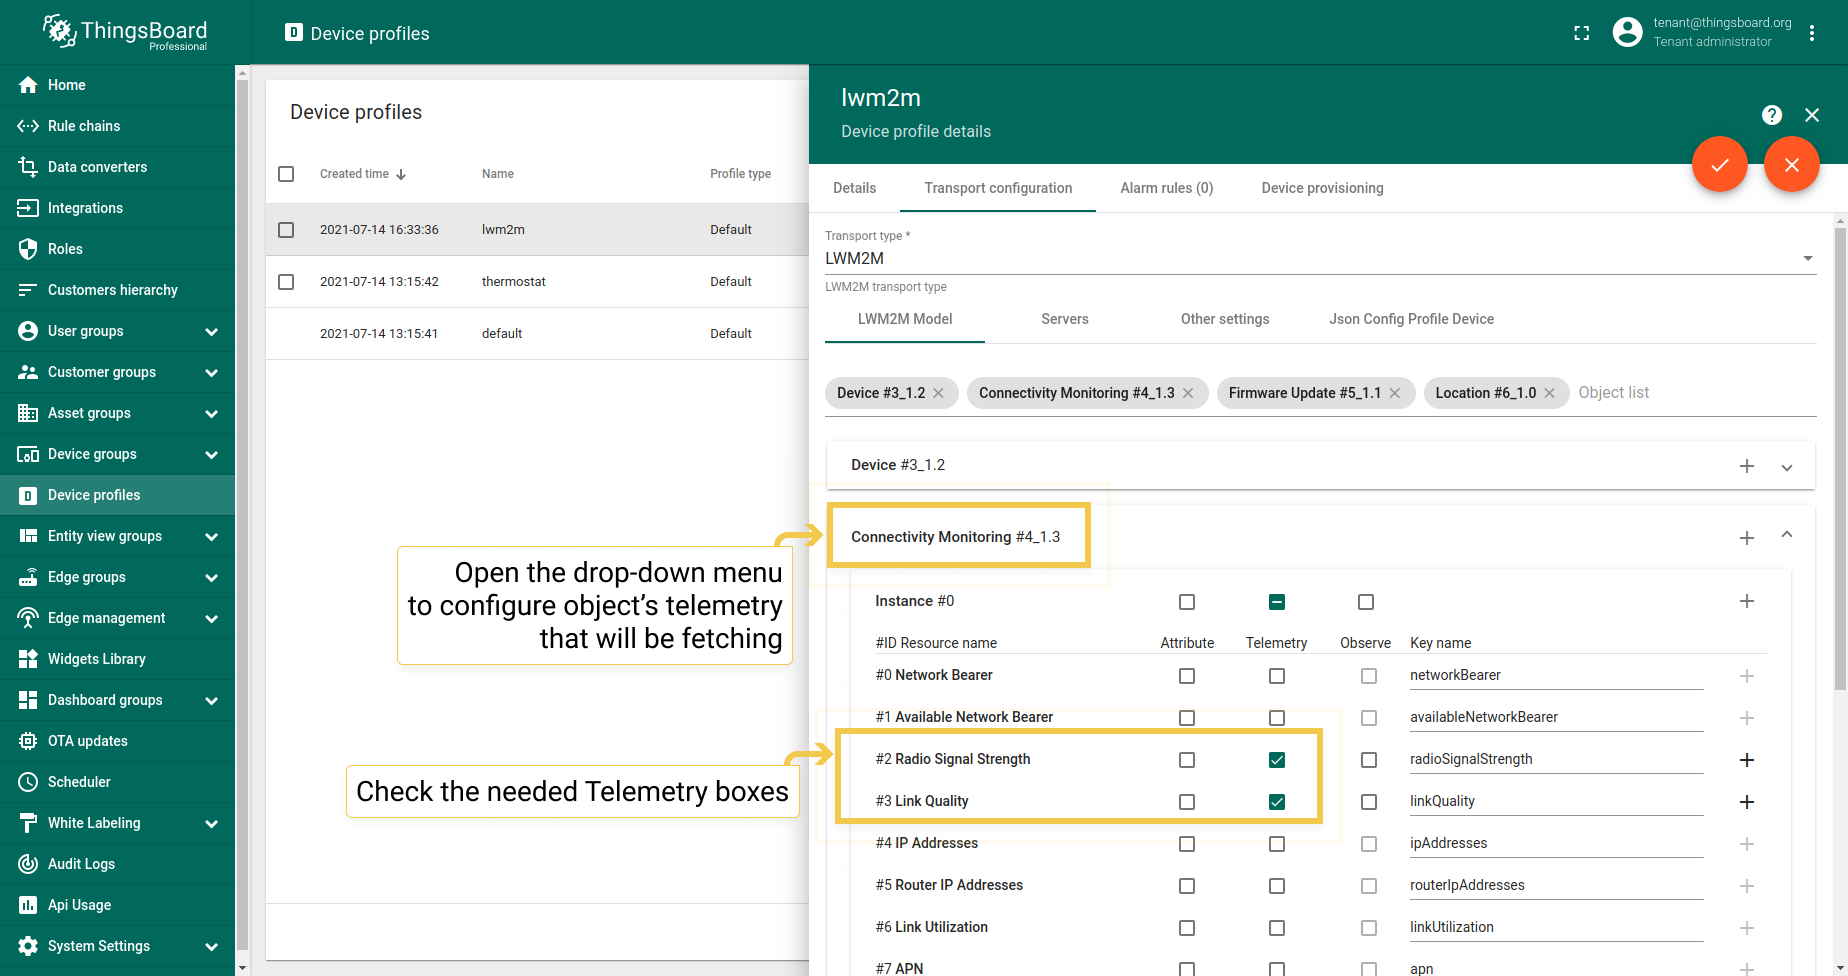 ThingsBoard
Professional
Device profiles
tenant@thingsboard.org
Tenant administrator
Home
Rule chains
Data converters
Integrations
Roles
Customers hierarchy
User groups
Customer groups
Asset groups
Device groups
Device profiles
Entity view groups
Edge groups
Edge management
Widgets Library
Dashboard groups
OTA updates
Scheduler
White Labeling
Audit Logs
Api Usage
System Settings
Device profiles
Created time Name Profile type
2021-07-14 16:33:36 lwm2m Default
2021-07-14 13:15:42 thermostat Default
2021-07-14 13:15:41 default Default
Open the drop-down menu
to configure object's telemetry
that will be fetching
Check the needed Telemetry boxes
lwm2m
Device profile details
Details Transport configuration Alarm rules (0) Device provisioning
Transport type *
LWM2M
LWM2M transport type
LWM2M Model Servers Other settings Json Config Profile Device
Device #3_1.2 Connectivity Monitoring #4_1.3 Firmware Update #5_1.1 Location #6_1.0 Object list
Device #3_1.2
Connectivity Monitoring #4_1.3
Instance #0
#ID Resource name Attribute Telemetry Observe Key name
#0 Network Bearer networkBearer
#1 Available Network Bearer availableNetworkBearer
#2 Radio Signal Strength radioSignalStrength
#3 Link Quality linkQuality
#4 IP Addresses ipAddresses
#5 Router IP Addresses routerIpAddresses
#6 Link Utilization linkUtilization
#7 APN apn